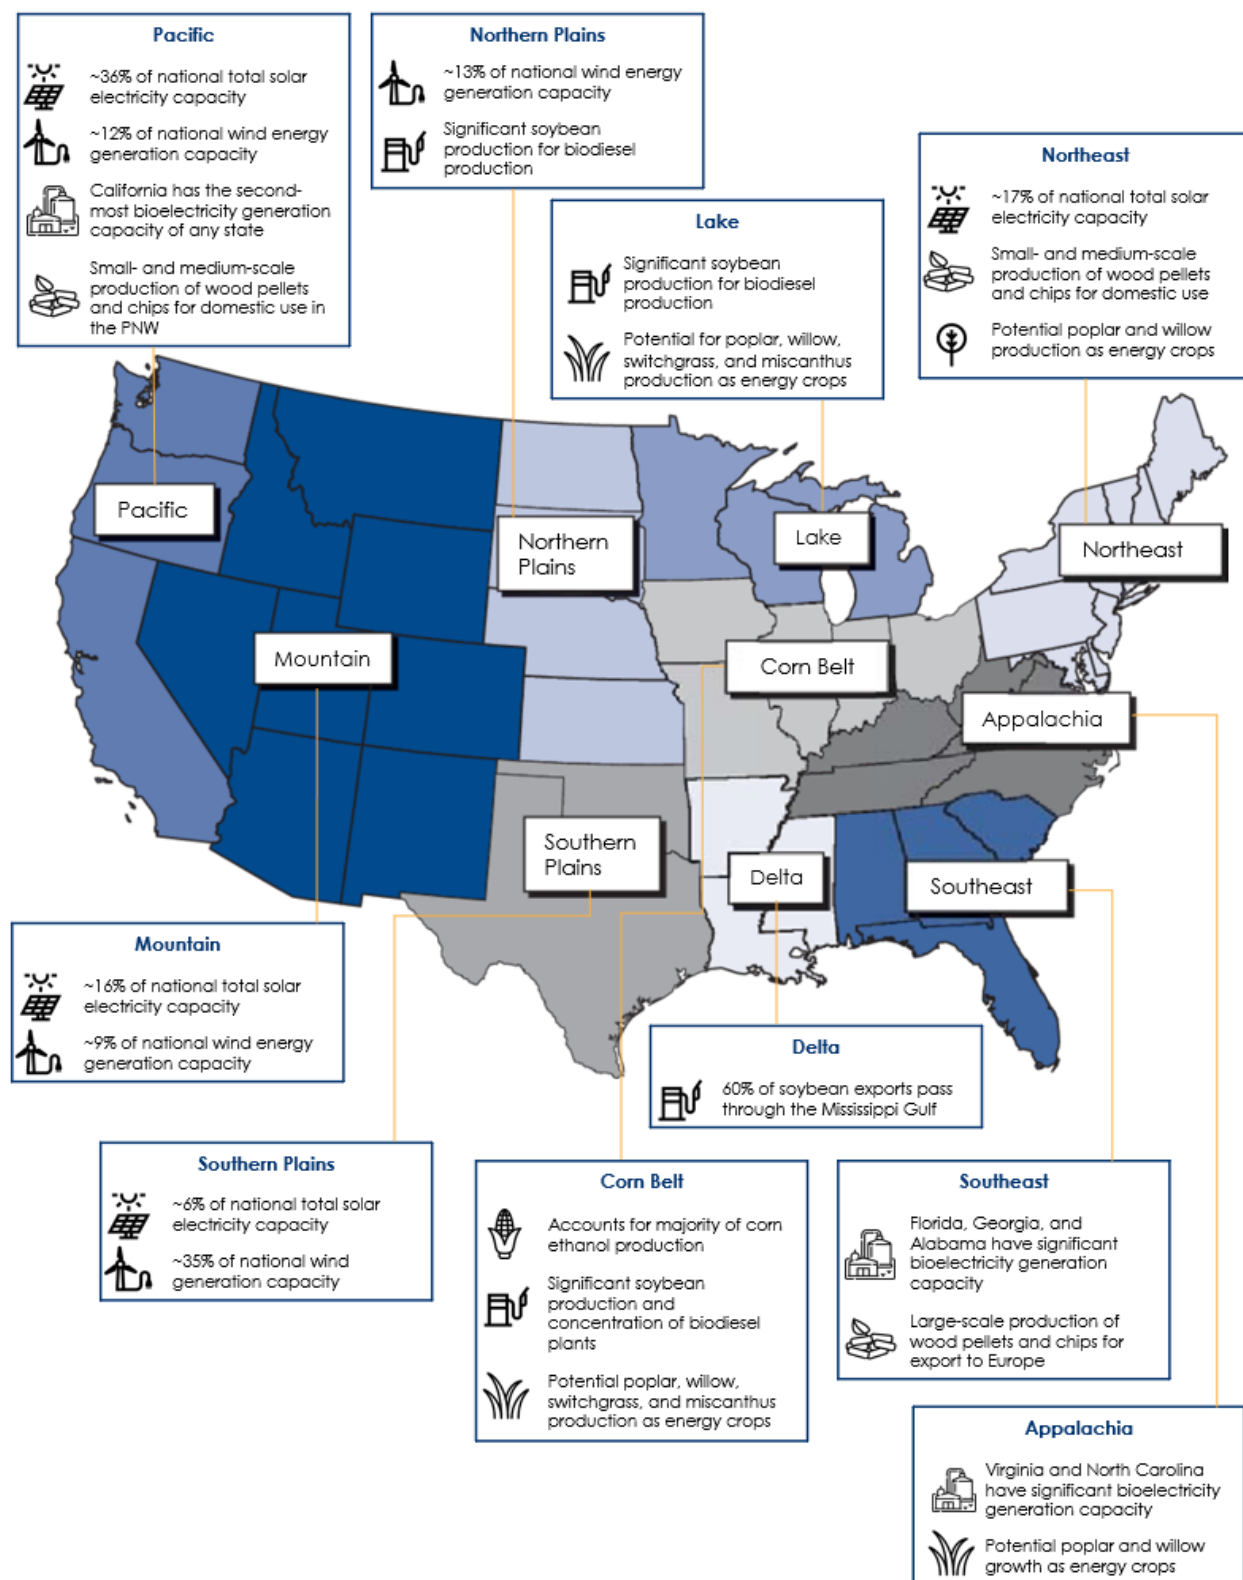 Pacific
~36% of national total solar
electricity capacity
~12% of national wind energy
generation capacity
California has the second-
most bioelectricity generation
capacity of any state
Small- and medium-scale
production of wood pellets
and chips for domestic use in
the PNW
Northern Plains
~13% of national wind energy
generation capacity
Significant soybean
production for biodiesel
production
Lake
Significant soybean
production for biodiesel
production
Potential for poplar, willow,
switchgrass, and miscanthus
production as energy crops
Northeast
~17% of national total solar
electricity capacity
Small- and medium-scale
production of wood pellets
and chips for domestic use
Potential poplar and willow
production as energy crops
Pacific
Northern
Plains
Lake
Northeast
Mountain
Corn Belt
Appalachia
Southern
Plains
Delta
Southeast
Mountain
~16% of national total solar
electricity capacity
~9% of national wind energy
generation capacity
Delta
60% of soybean exports pass
through the Mississippi Gulf
Southern Plains
~6% of national total solar
electricity capacity
~35% of national wind
generation capacity
Corn Belt
Accounts for majority of corn
ethanol production
Significant soybean
production and
concentration of biodiesel
plants
Potential poplar, willow,
switchgrass, and miscanthus
production as energy crops
Southeast
Florida, Georgia, and
Alabama have significant
bioelectricity generation
capacity
Large-scale production of
wood pellets and chips for
export to Europe
Appalachia
Virginia and North Carolina
have significant bioelectricity
generation capacity
Potential poplar and willow
growth as energy crops